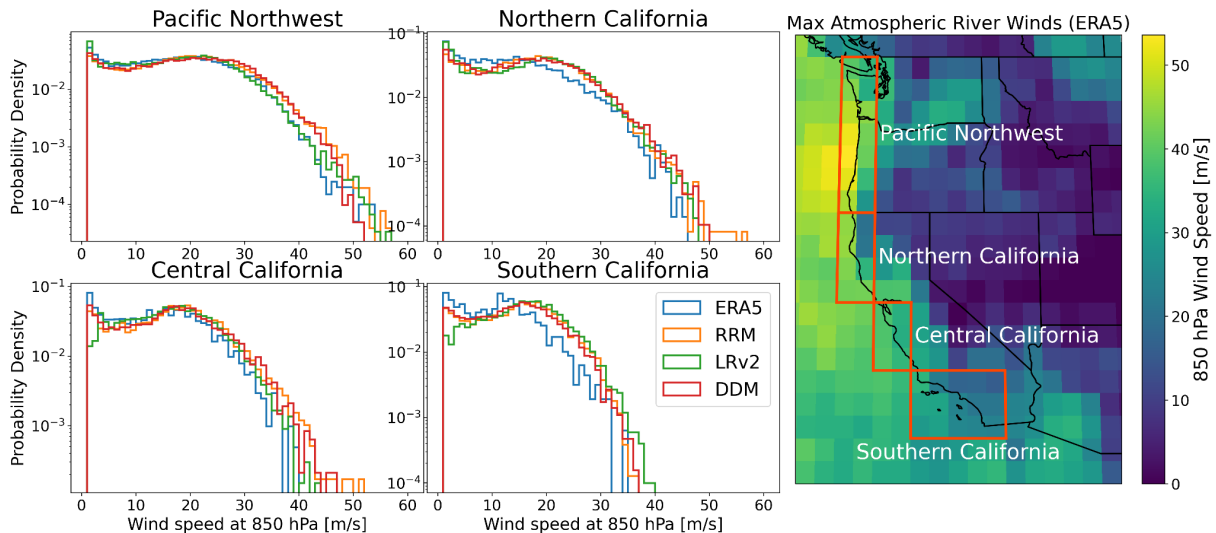 Pacific Northwest
Northern California
Max Atmospheric River Winds (ERA5)
Probability Density
10⁻²
10⁻³
10⁻⁴
0 10 20 30 40 50 60
10⁻¹
10⁻²
10⁻³
10⁻⁴
0 10 20 30 40 50 60
Central California
Southern California
Probability Density
10⁻¹
10⁻²
10⁻³
0 10 20 30 40 50 60
Wind speed at 850 hPa [m/s]
10⁻¹
10⁻²
10⁻³
10⁻⁴
0 10 20 30 40 50 60
Wind speed at 850 hPa [m/s]
ERA5
RRM
LRv2
DDM
Pacific Northwest
Northern California
Central California
Southern California
50
40
30
20
10
0
850 hPa Wind Speed [m/s]